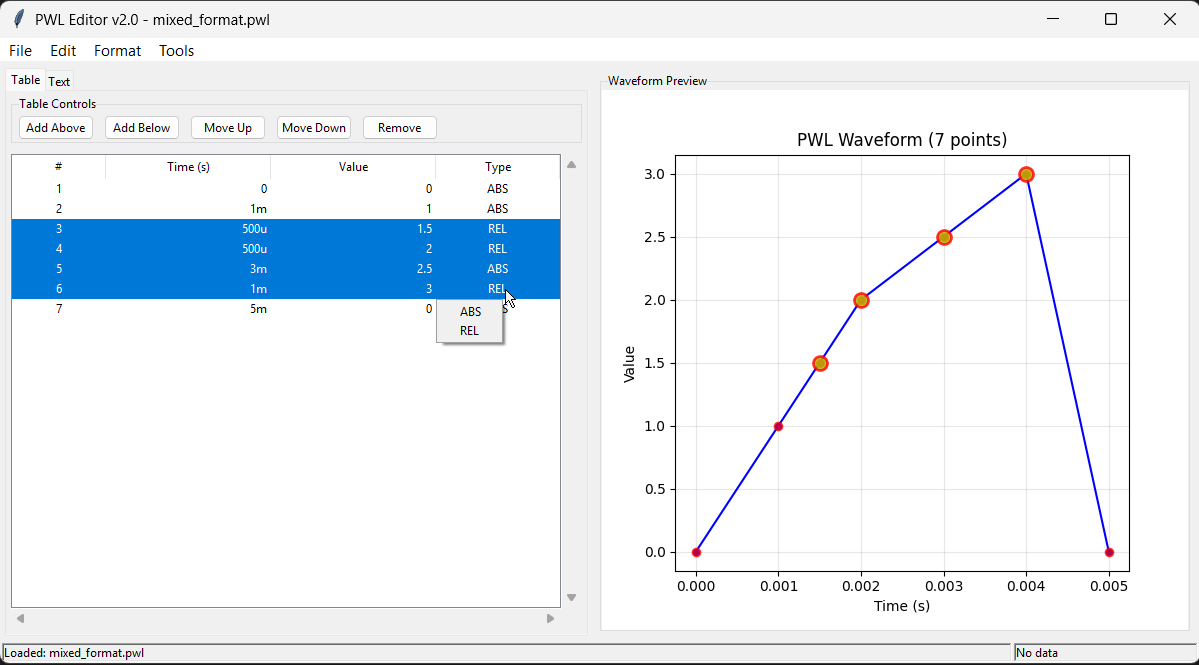 PWL Editor v2.0 - mixed_format.pwl
File Edit Format Tools
Table Text
Table Controls
Add Above Add Below Move Up Move Down Remove
# Time (s) Value Type
1 0 0 ABS
2 1m 1 ABS
3 500u 1.5 REL
4 500u 2 REL
5 3m 2.5 ABS
6 1m 3 REL
7 5m 0 S
ABS
REL
Waveform Preview
PWL Waveform (7 points)
3.0
2.5
2.0
1.5
1.0
0.5
0.0
Value
0.000 0.001 0.002 0.003 0.004 0.005
Time (s)
Loaded: mixed_format.pwl
No data